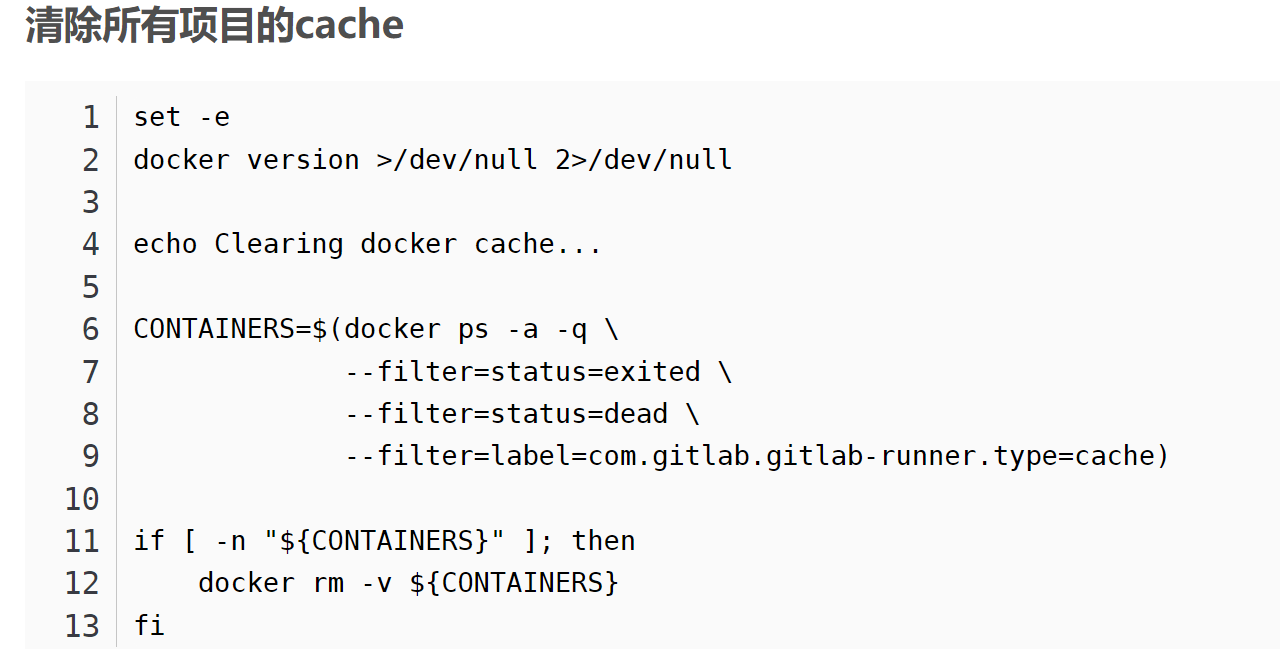 清除所有项目的cache
1 set -e
2 docker version >/dev/null 2>/dev/null
3
4 echo Clearing docker cache...
5
6 CONTAINERS=$(docker ps -a -q \
7              --filter=status=exited \
8              --filter=status=dead \
9              --filter=label=com.gitlab.gitlab-runner.type=cache)
10
11 if [ -n "${CONTAINERS}" ]; then
12     docker rm -v ${CONTAINERS}
13 fi